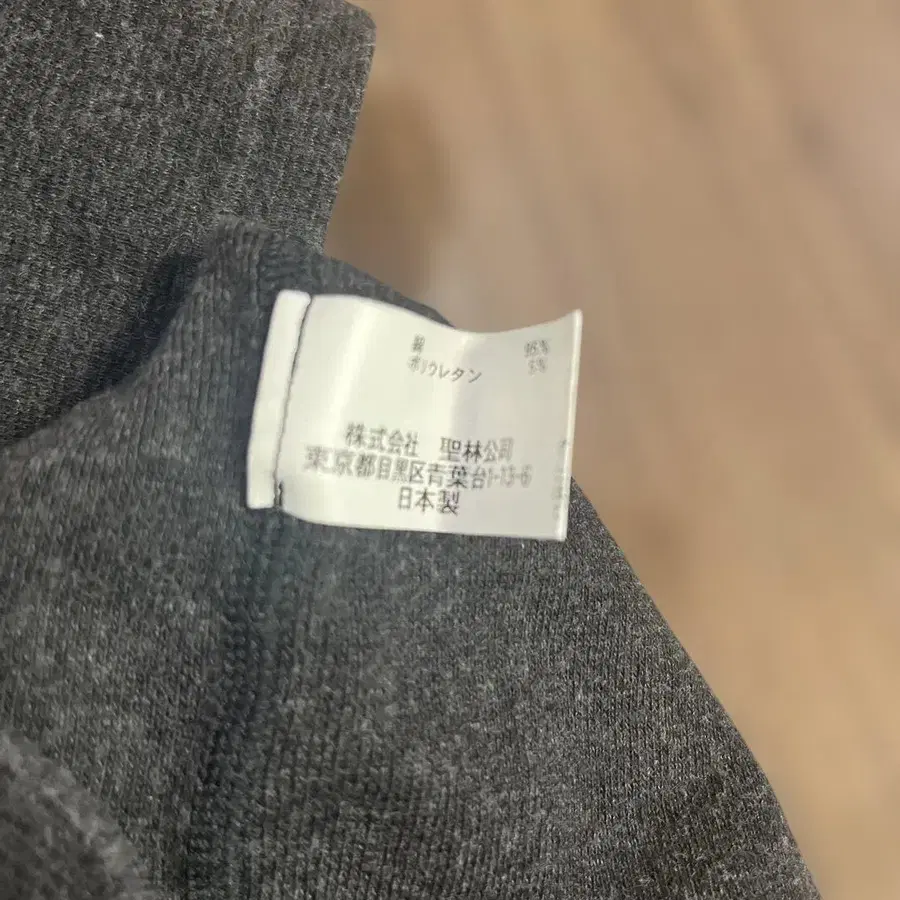 綿 95%
ポリウレタン 5%
株式会社 聖林公司
東京都目黒区青葉台1-13-6
日本製